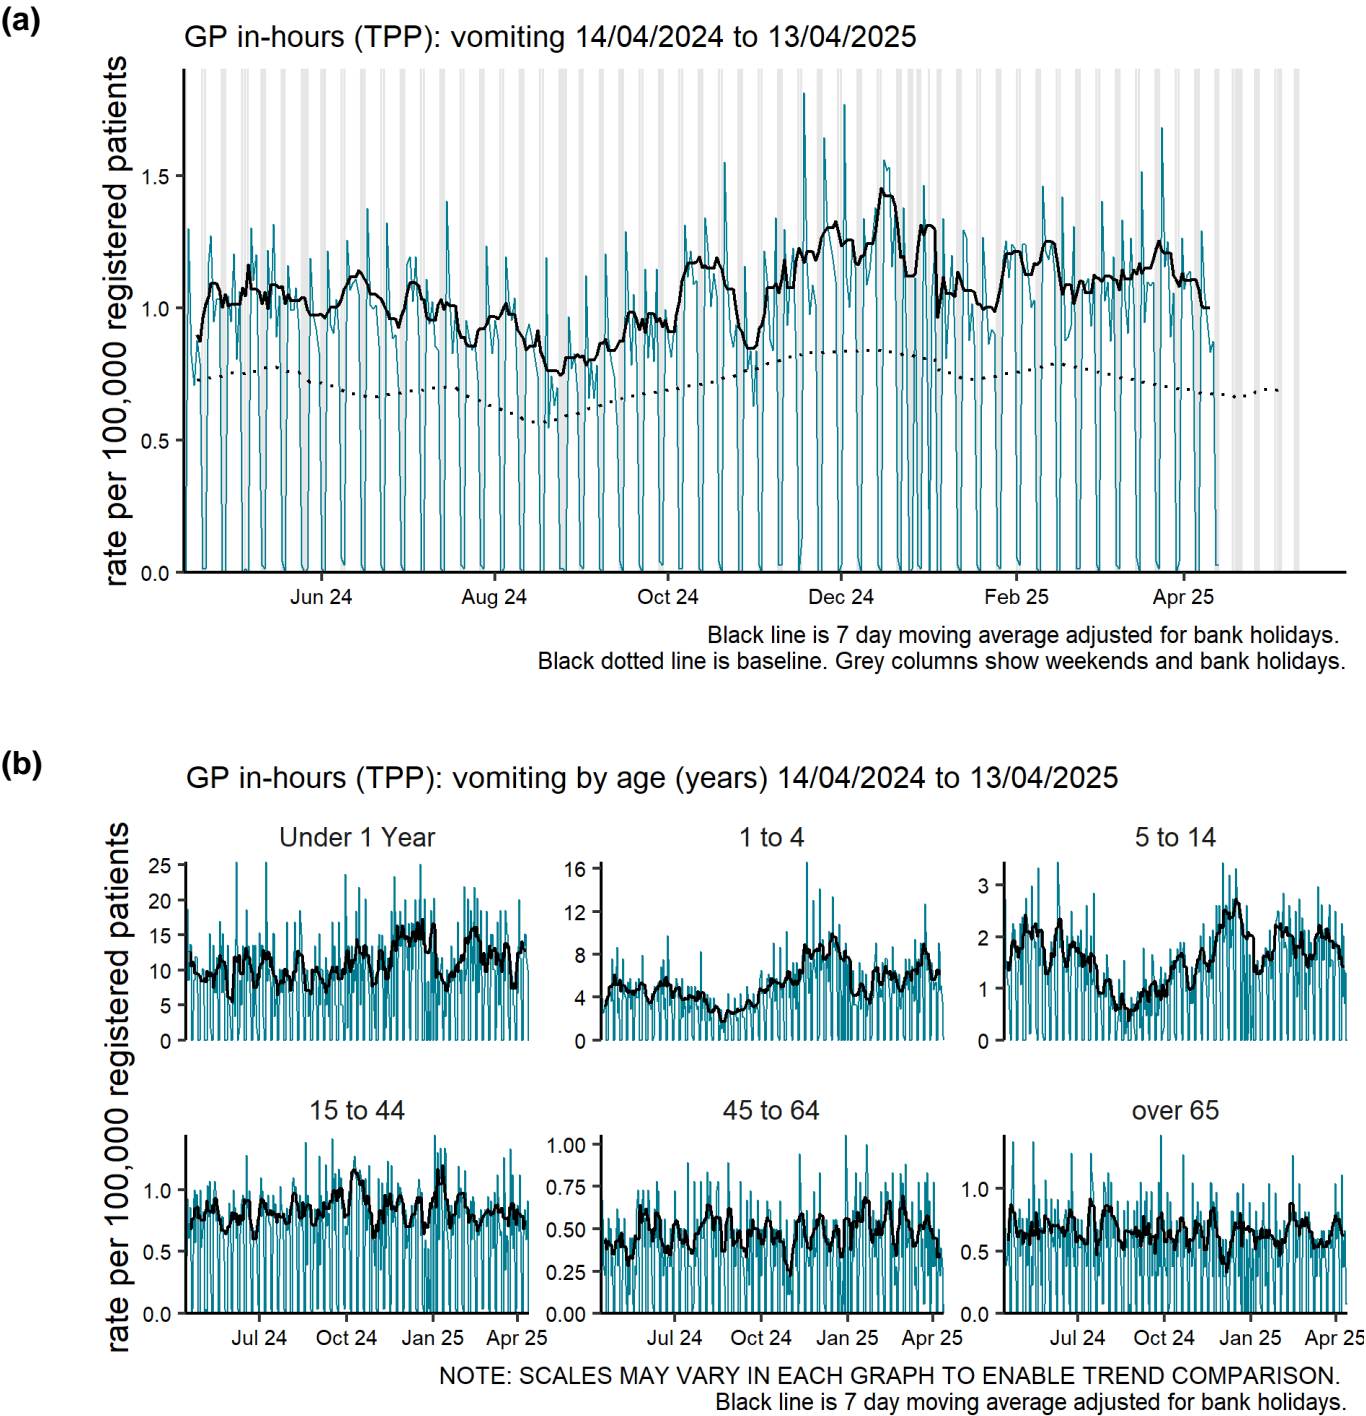 (a)
GP in-hours (TPP): vomiting 14/04/2024 to 13/04/2025
rate per 100,000 registered patients
1.5
1.0
0.5
0.0
Jun 24 Aug 24 Oct 24 Dec 24 Feb 25 Apr 25
Black line is 7 day moving average adjusted for bank holidays.
Black dotted line is baseline. Grey columns show weekends and bank holidays.
(b)
GP in-hours (TPP): vomiting by age (years) 14/04/2024 to 13/04/2025
rate per 100,000 registered patients
Under 1 Year
25
20
15
10
5
0
1 to 4
16
12
8
4
0
5 to 14
3
2
1
0
15 to 44
1.0
0.5
0.0
Jul 24 Oct 24 Jan 25 Apr 25
45 to 64
1.00
0.75
0.50
0.25
0.00
Jul 24 Oct 24 Jan 25 Apr 25
over 65
1.0
0.5
0.0
Jul 24 Oct 24 Jan 25 Apr 25
NOTE: SCALES MAY VARY IN EACH GRAPH TO ENABLE TREND COMPARISON.
Black line is 7 day moving average adjusted for bank holidays.